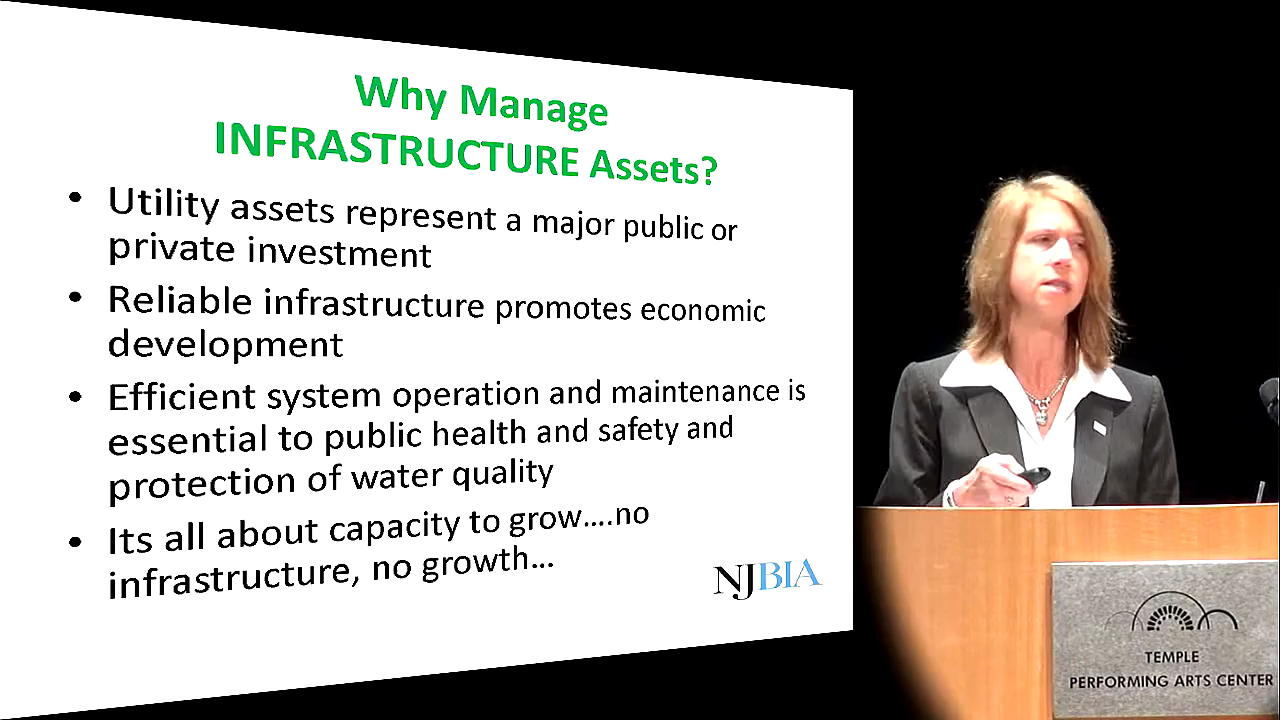 Why Manage
INFRASTRUCTURE Assets?
• Utility assets represent a major public or
private investment
• Reliable infrastructure promotes economic
development
• Efficient system operation and maintenance is
essential to public health and safety and
protection of water quality
• Its all about capacity to grow....no
infrastructure, no growth...
NJBIA
TEMPLE
PERFORMING ARTS CENTER